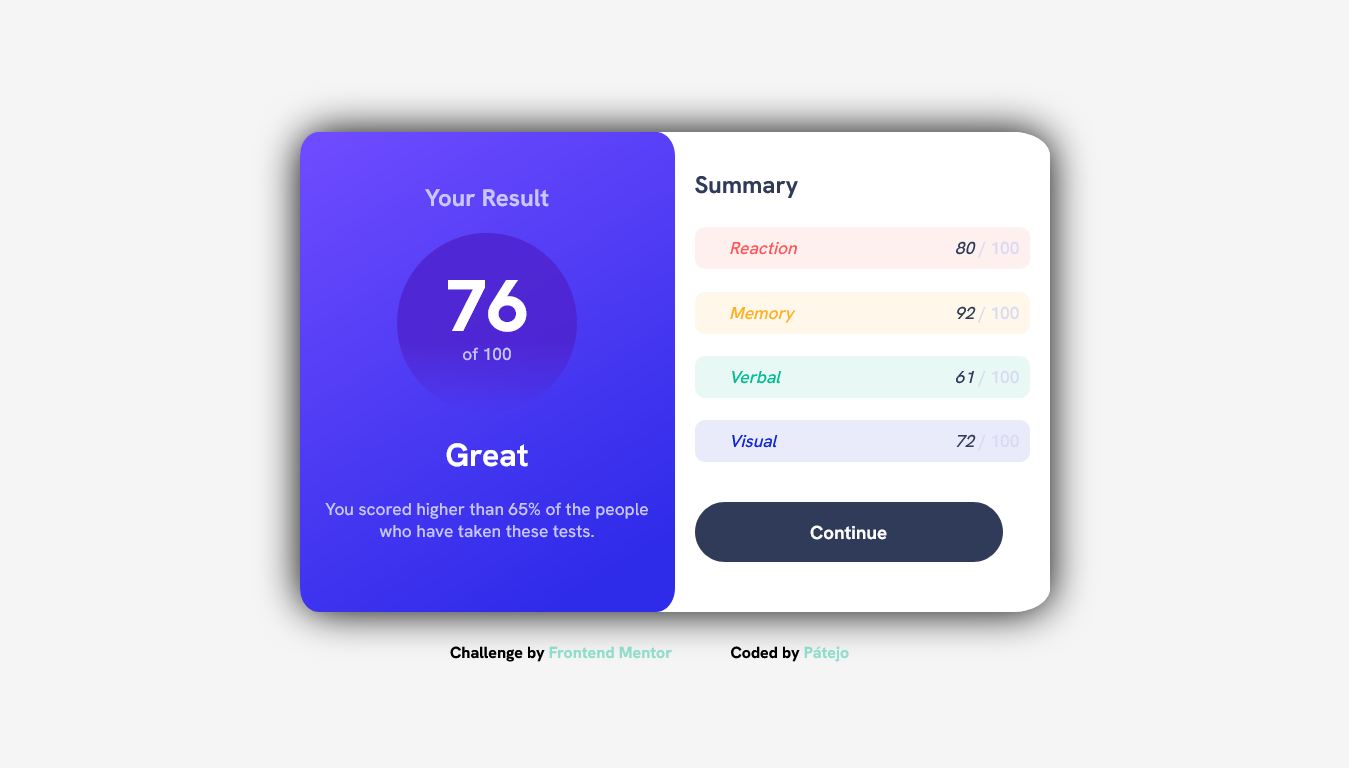 Your Result
76
of 100
Great
You scored higher than 65% of the people
who have taken these tests.
Summary
Reaction 80 / 100
Memory 92 / 100
Verbal 61 / 100
Visual 72 / 100
Continue
Challenge by Frontend Mentor Coded by Pátejo